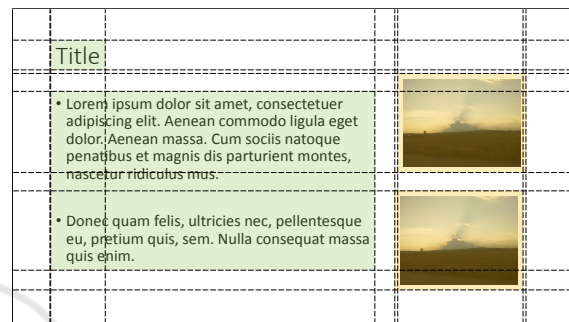 Title
• Lorem ipsum dolor sit amet, consectetuer
adipiscing elit. Aenean commodo ligula eget
dolor. Aenean massa. Cum sociis natoque
penatibus et magnis dis parturient montes,
nascetur ridiculus mus.
• Donec quam felis, ultricies nec, pellentesque
eu, pretium quis, sem. Nulla consequat massa
quis enim.